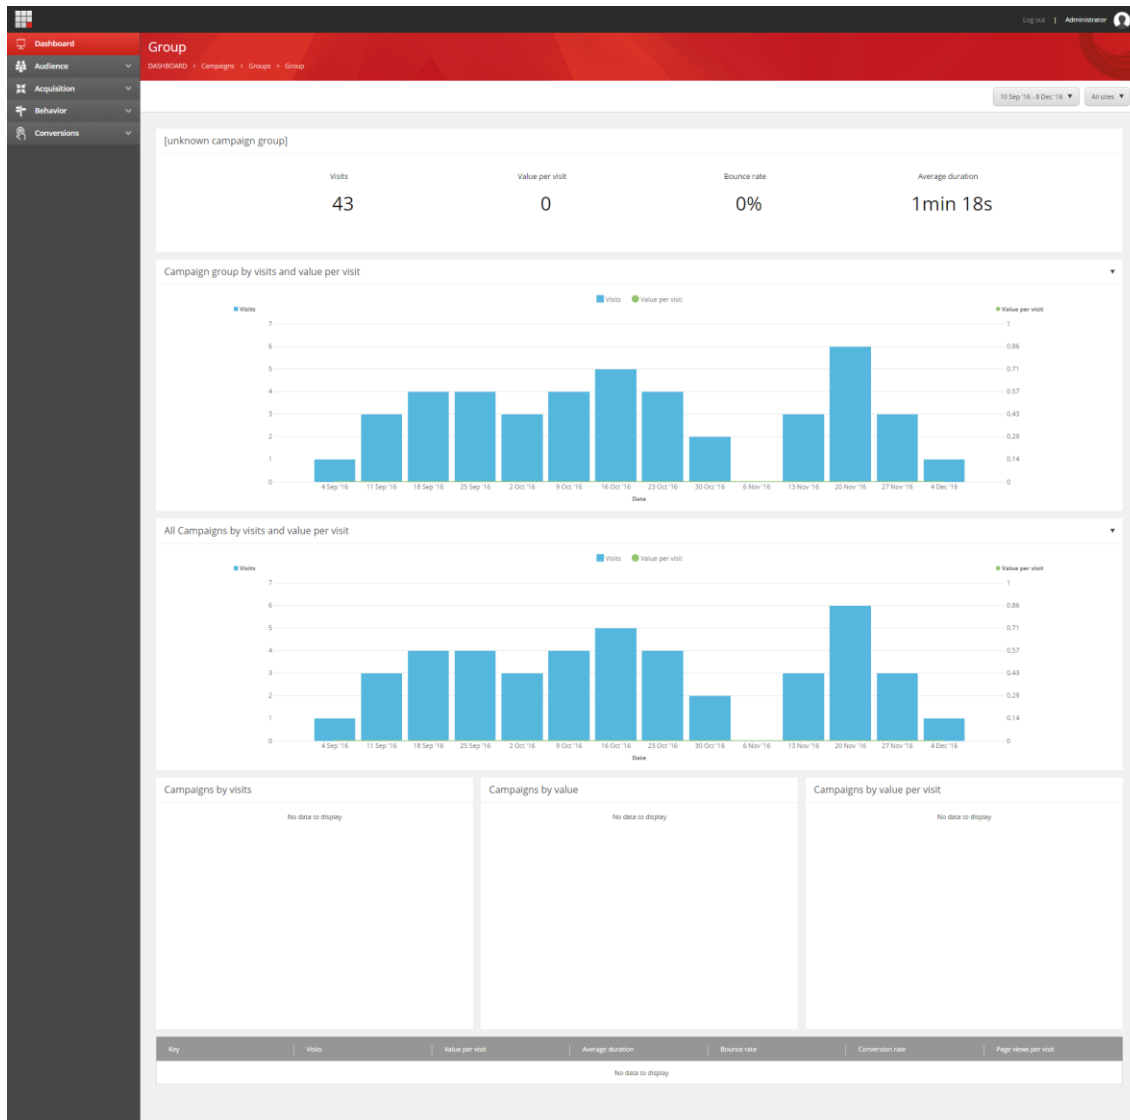 Log out | Administrator
Dashboard
Audience
Acquisition
Behavior
Conversions
Group
DASHBOARD > Campaigns > Groups > Group
10 Sep '16 - 8 Dec '16 ▼
All sites ▼
[unknown campaign group]
Visits Value per visit Bounce rate Average duration
43 0 0% 1min 18s
Campaign group by visits and value per visit
Visits Value per visit
Visits Value per visit
7 1
6 0.86
5 0.71
4 0.57
3 0.43
2 0.29
1 0.14
0 0
4 Sep '16 11 Sep '16 18 Sep '16 25 Sep '16 2 Oct '16 9 Oct '16 16 Oct '16 23 Oct '16 30 Oct '16 6 Nov '16 13 Nov '16 20 Nov '16 27 Nov '16 4 Dec '16
Date
All Campaigns by visits and value per visit
Visits Value per visit
Visits Value per visit
7 1
6 0.86
5 0.71
4 0.57
3 0.43
2 0.29
1 0.14
0 0
4 Sep '16 11 Sep '16 18 Sep '16 25 Sep '16 2 Oct '16 9 Oct '16 16 Oct '16 23 Oct '16 30 Oct '16 6 Nov '16 13 Nov '16 20 Nov '16 27 Nov '16 4 Dec '16
Date
Campaigns by visits
No data to display
Campaigns by value
No data to display
Campaigns by value per visit
No data to display
Key Visits Value per visit Average duration Bounce rate Conversion rate Page views per visit
No data to display